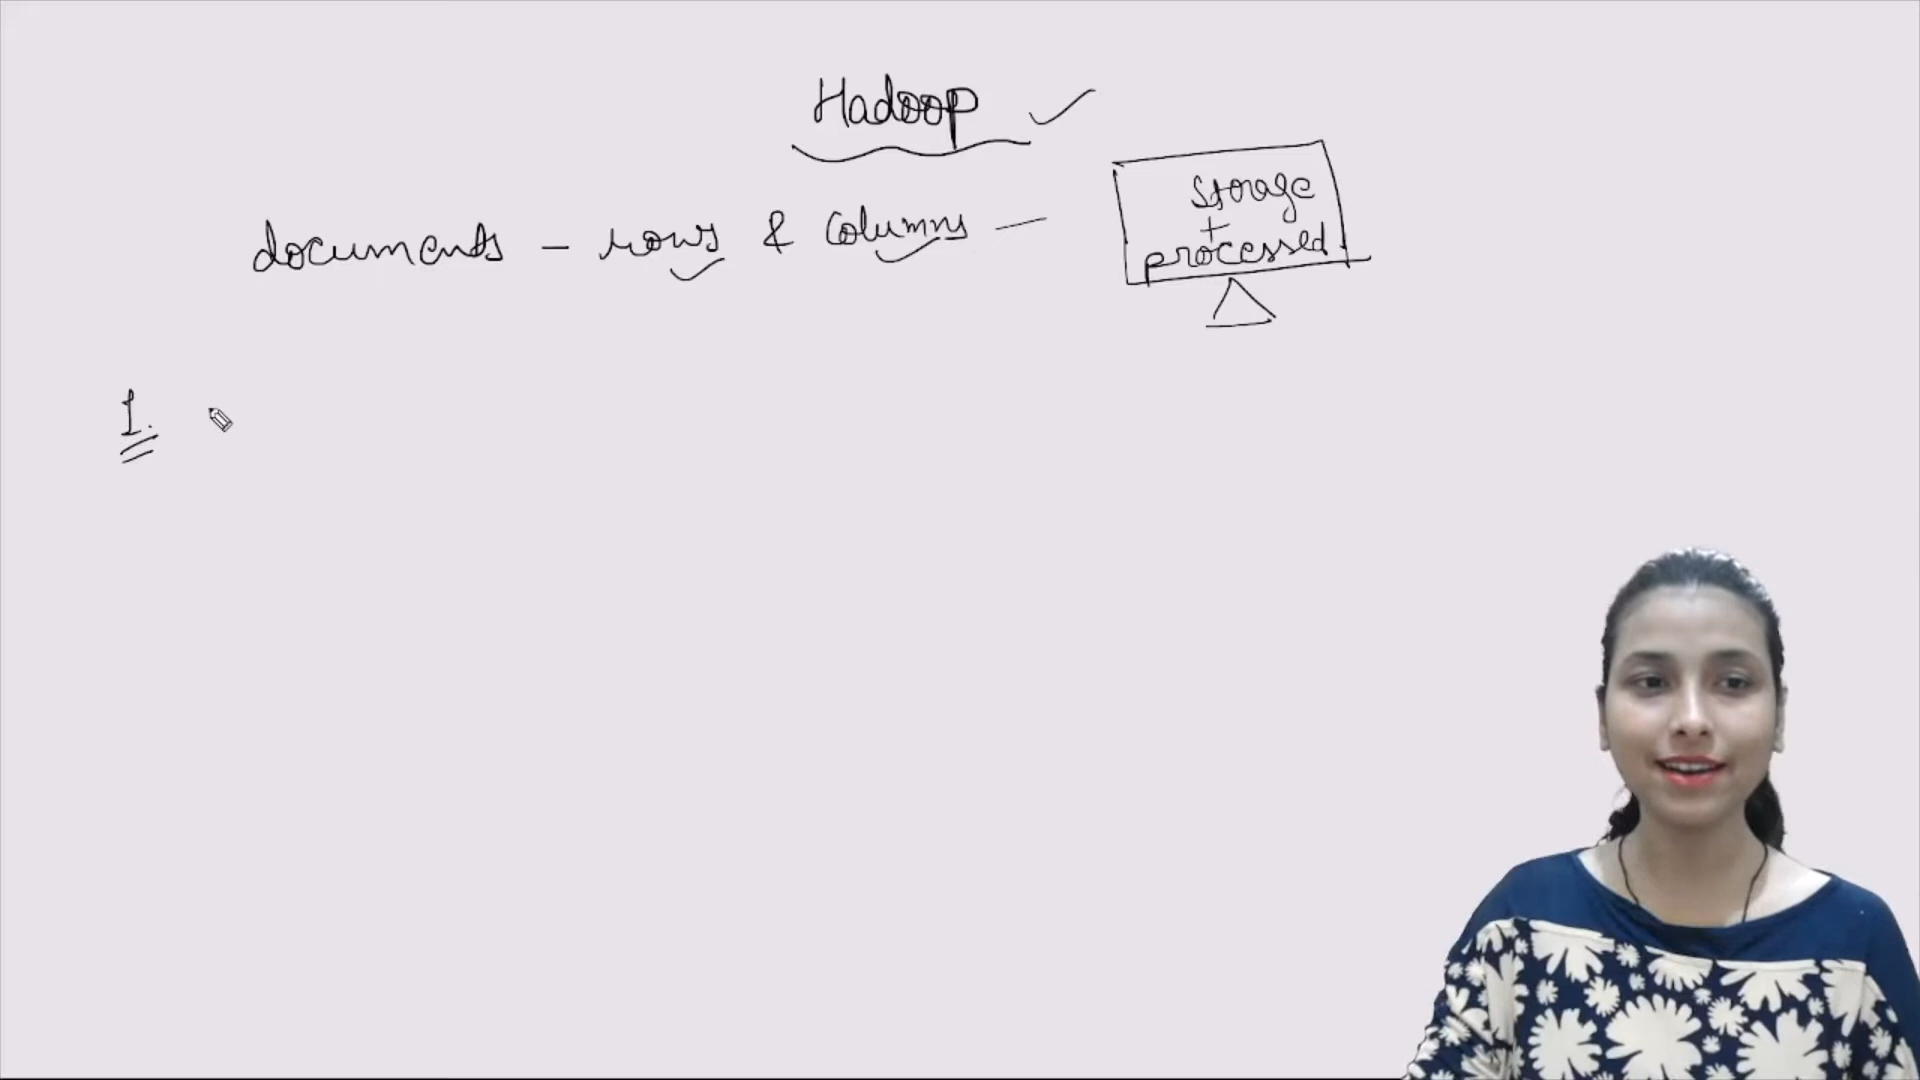 Hadoop
documents - rows & columns -
storage
+
processed
1.